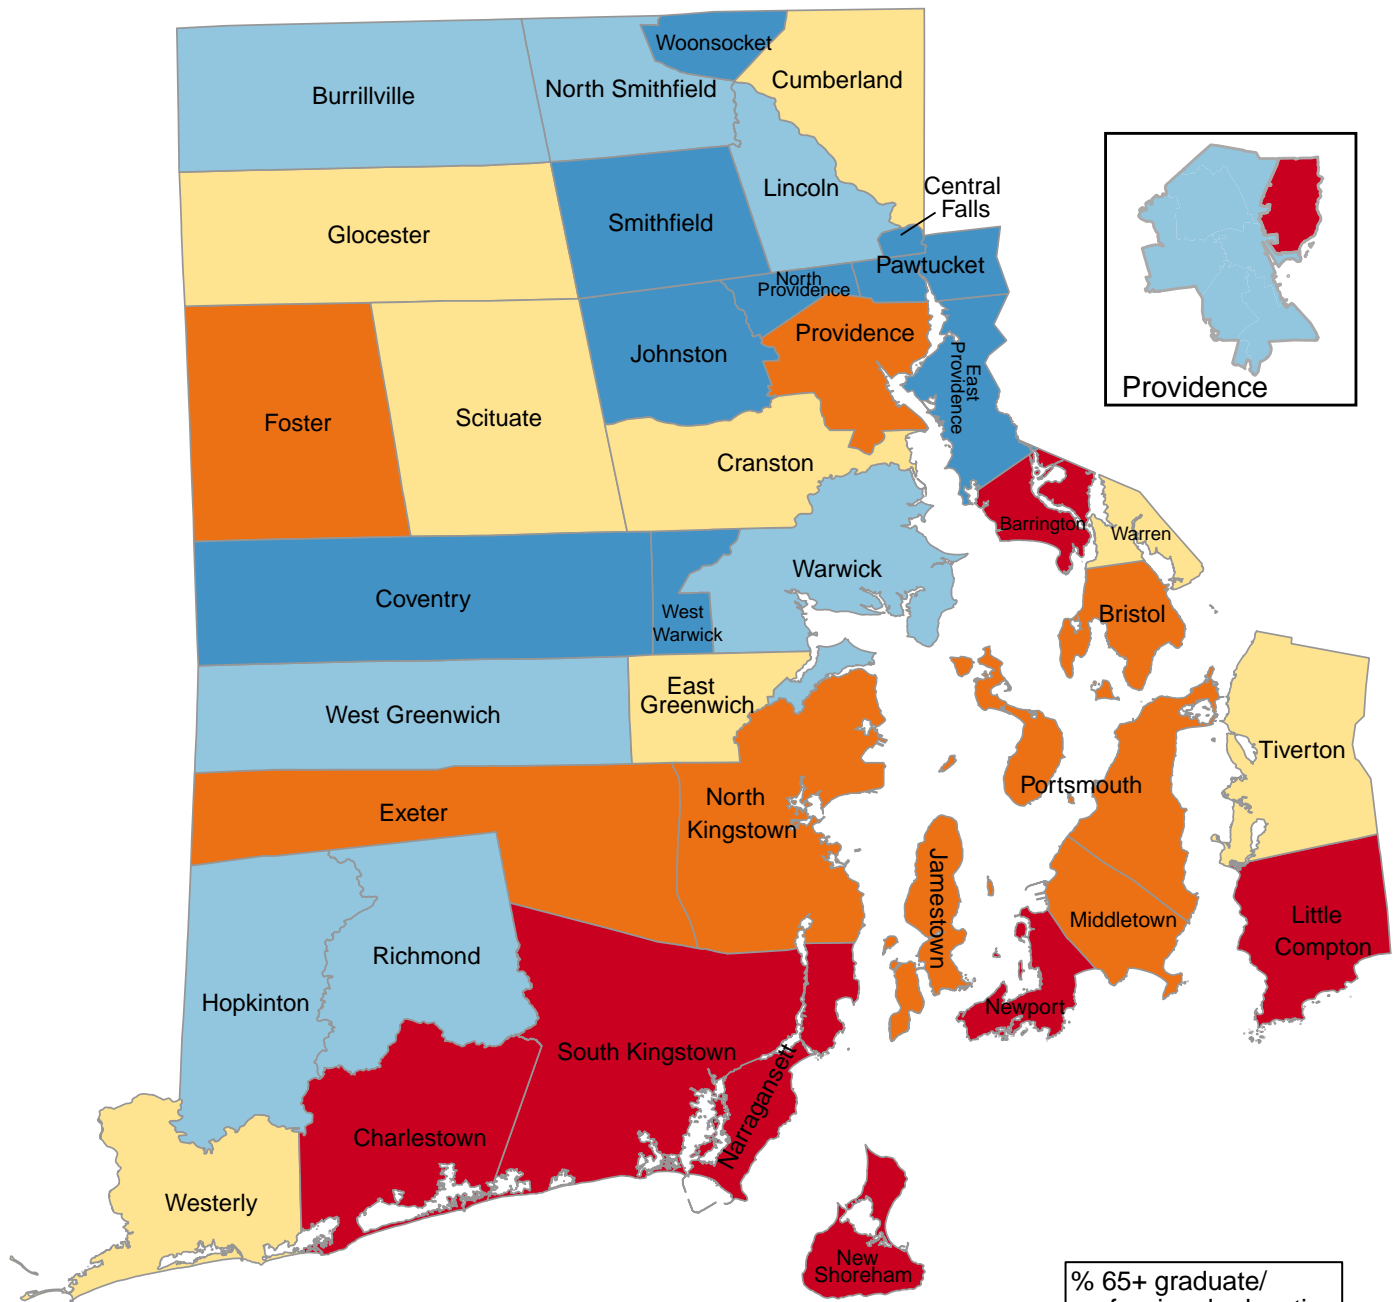 Woonsocket
Cumberland
North Smithfield
Burrillville
Central
Falls
Lincoln
Smithfield
Glocester
Pawtucket
North
Providence
Providence
Johnston
East
Providence
Providence
Foster
Scituate
Cranston
Barrington
Warren
Warwick
Coventry
West
Warwick
Bristol
East
Greenwich
West Greenwich
Tiverton
Portsmouth
North
Kingstown
Exeter
Jamestown
Middletown
Little
Compton
Richmond
Hopkinton
Newport
South Kingstown
Narragansett
Charlestown
Westerly
New
Shoreham
% 65+ graduate/